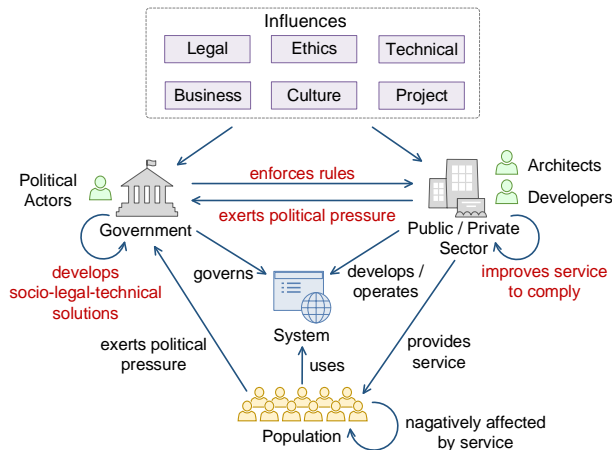 Influences
Legal
Ethics
Technical
Business
Culture
Project
Political
Actors
Government
enforces rules
exerts political pressure
Architects
Developers
Public / Private
Sector
develops
socio-legal-technical
solutions
governs
develops /
operates
improves service
to comply
System
exerts political
pressure
uses
provides
service
Population
nagatively affected
by service